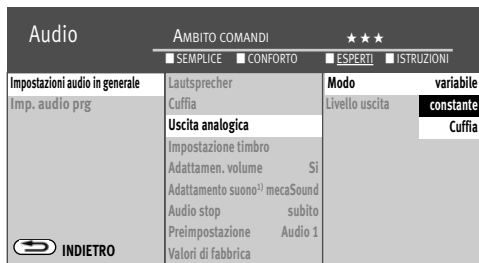 Audio
AMBITO COMANDI ★★★
SEMPLICE CONFORTO ESPERTI ISTRUZIONI
Impostazioni audio in generale
Imp. audio prg
Lautsprecher
Cuffia
Uscita analogica
Impostazione timbro
Adattamen. volume Si
Adattamento suono¹⁾ mecaSound
Audio stop subito
Preimpostazione Audio 1
Valori di fabbrica
Modo variabile
Livello uscita constante
Cuffia
INDIETRO